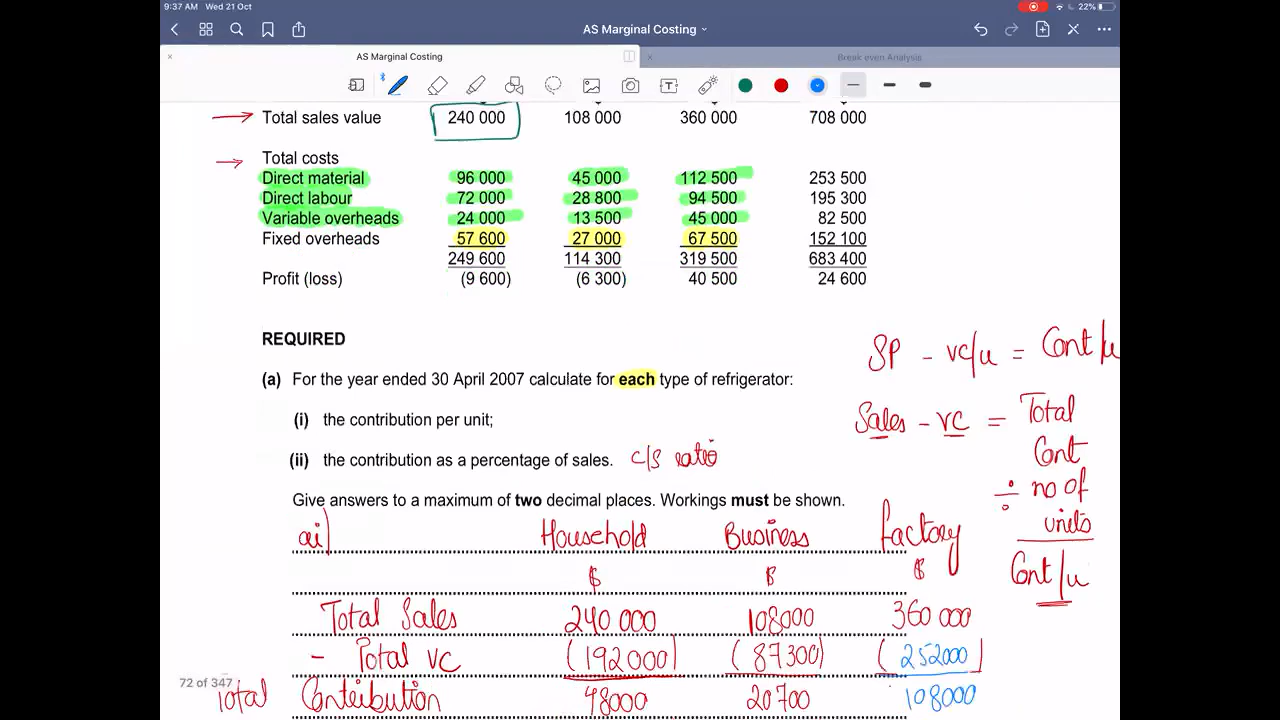 9:37 AM Wed 21 Oct
22%
AS Marginal Costing
AS Marginal Costing
Break even Analysis
Total sales value 240 000 108 000 360 000 708 000
Total costs
Direct material 96 000 45 000 112 500 253 500
Direct labour 72 000 28 800 94 500 195 300
Variable overheads 24 000 13 500 45 000 82 500
Fixed overheads 57 600 27 000 67 500 152 100
249 600 114 300 319 500 683 400
Profit (loss) (9 600) (6 300) 40 500 24 600
REQUIRED
SP - vc/u = Cont/u
(a) For the year ended 30 April 2007 calculate for each type of refrigerator:
(i) the contribution per unit;
Sales - vc = Total Cont
(ii) the contribution as a percentage of sales. c/s ratio
÷ no of units
Give answers to a maximum of two decimal places. Workings must be shown.
Cont/u
ai) Household Business factory
$ $ $
Total Sales 240 000 108000 360 000
- Total VC (192000) (87300) (252000)
72 of 347
Total Contribution 48000 20700 108000